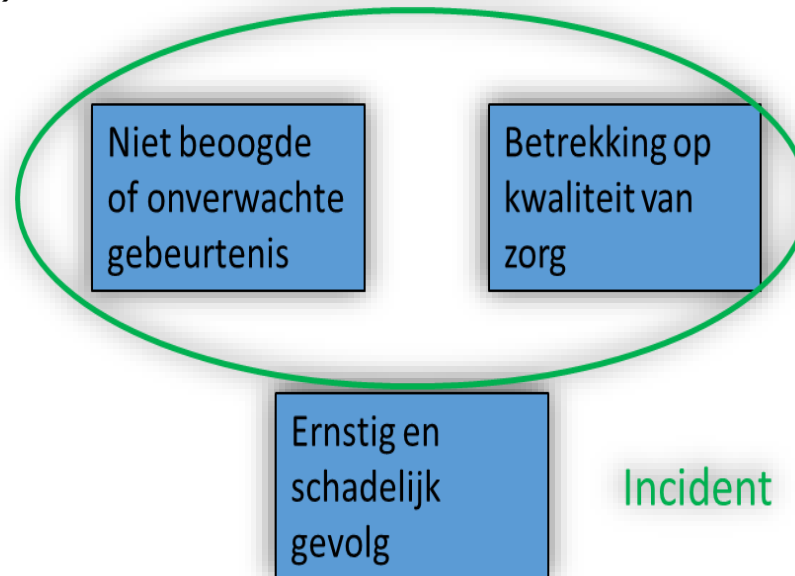 Niet beoogde
of onverwachte
gebeurtenis
Betrekking op
kwaliteit van
zorg
Ernstig en
schadelijk
gevolg
Incident